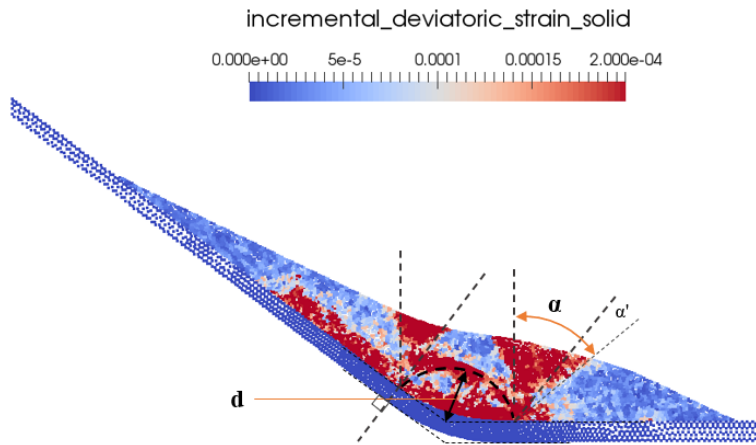 incremental_deviatoric_strain_solid
0.000e+00 5e-5 0.0001 0.00015 2.000e-04
α α'
d